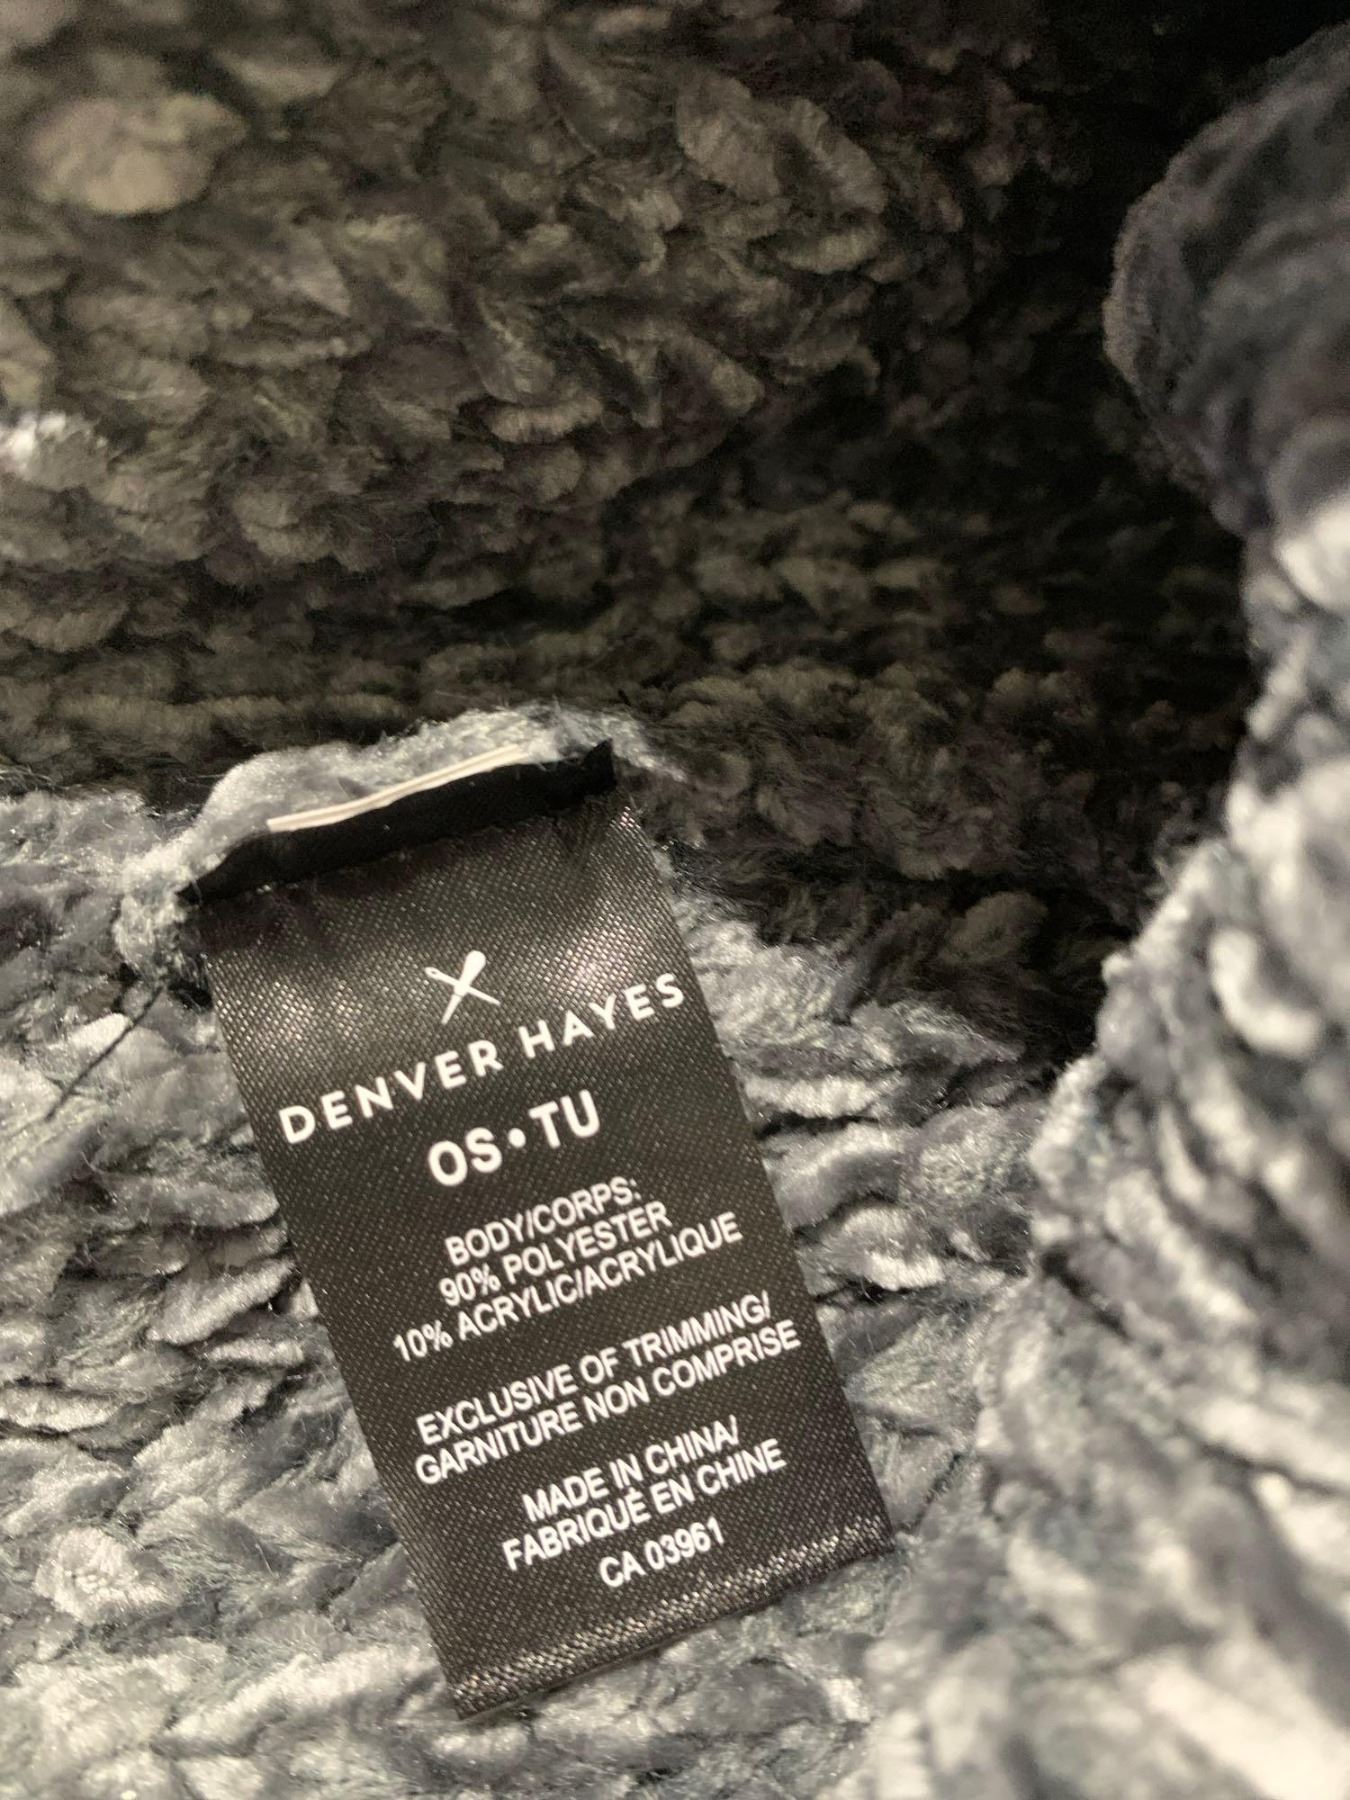 DENVER HAYES
OS•TU
BODY/CORPS:
90% POLYESTER
10% ACRYLIC/ACRYLIQUE
EXCLUSIVE OF TRIMMING/
GARNITURE NON COMPRISE
MADE IN CHINA/
FABRIQUÉ EN CHINE
CA 03961